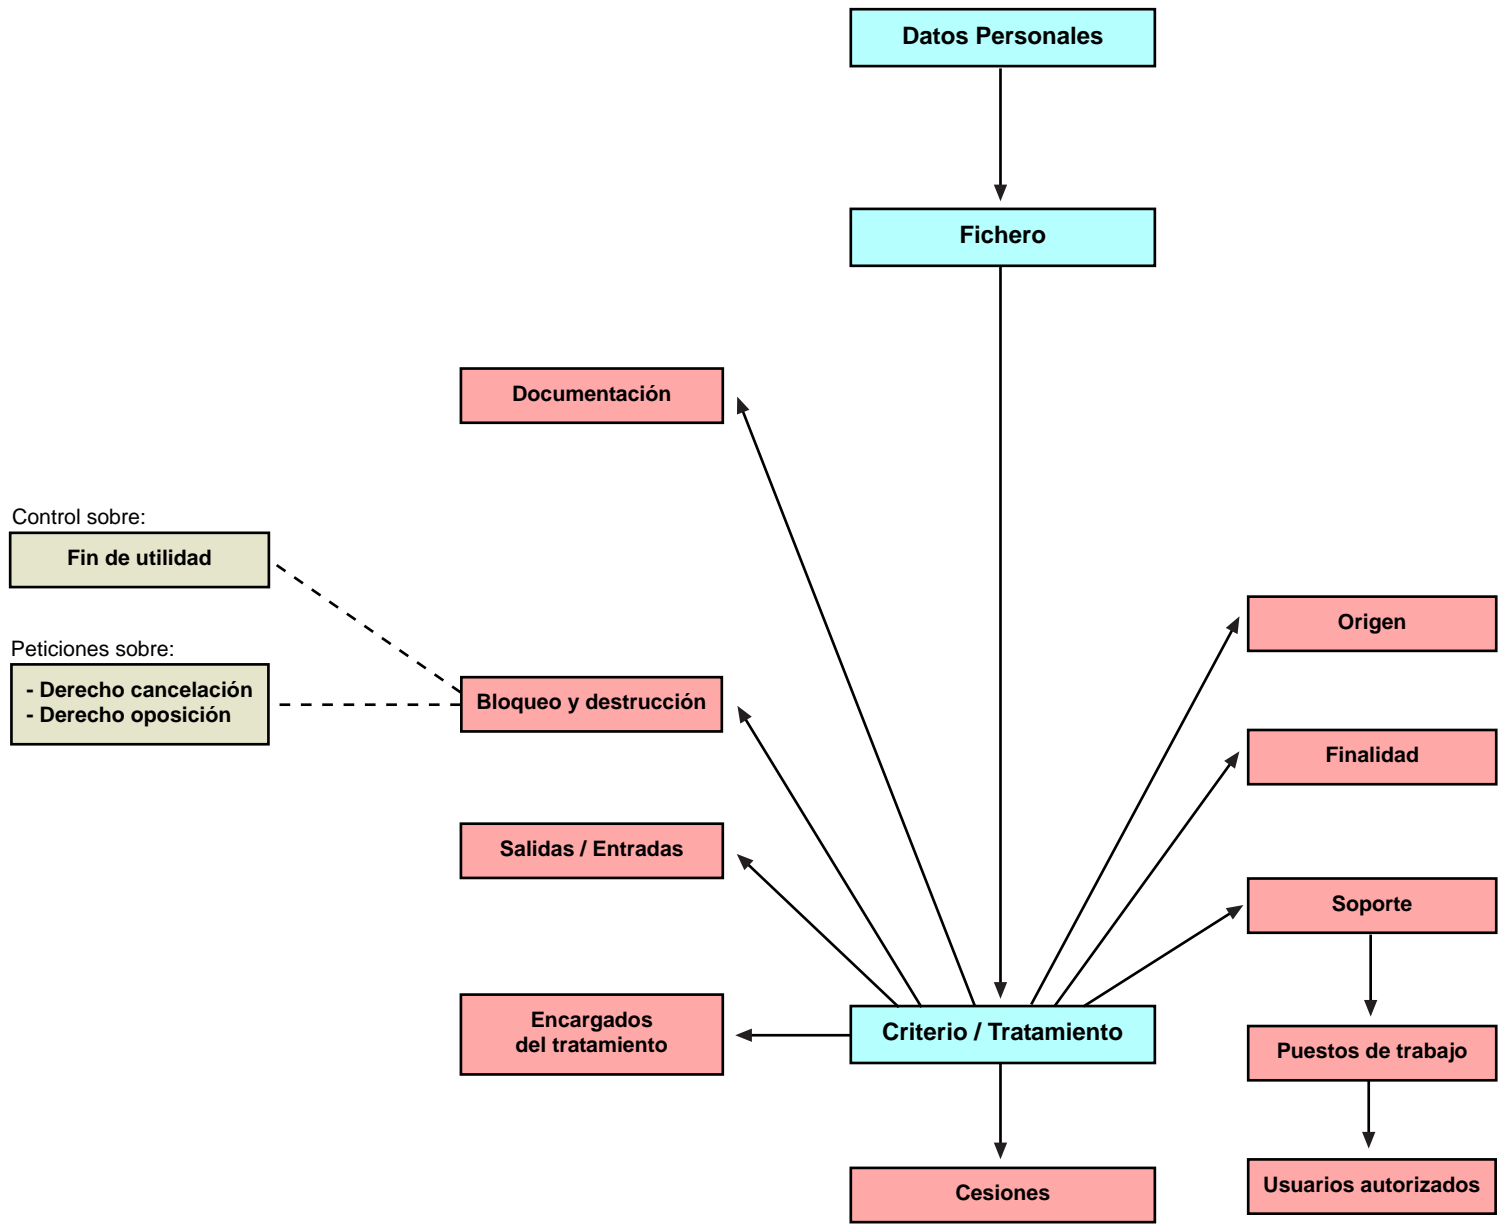 Datos Personales
Fichero
Documentación
Control sobre:
Fin de utilidad
Origen
Peticiones sobre:
- Derecho cancelación
- Derecho oposición
Bloqueo y destrucción
Finalidad
Salidas / Entradas
Soporte
Encargados
del tratamiento
Criterio / Tratamiento
Puestos de trabajo
Cesiones
Usuarios autorizados